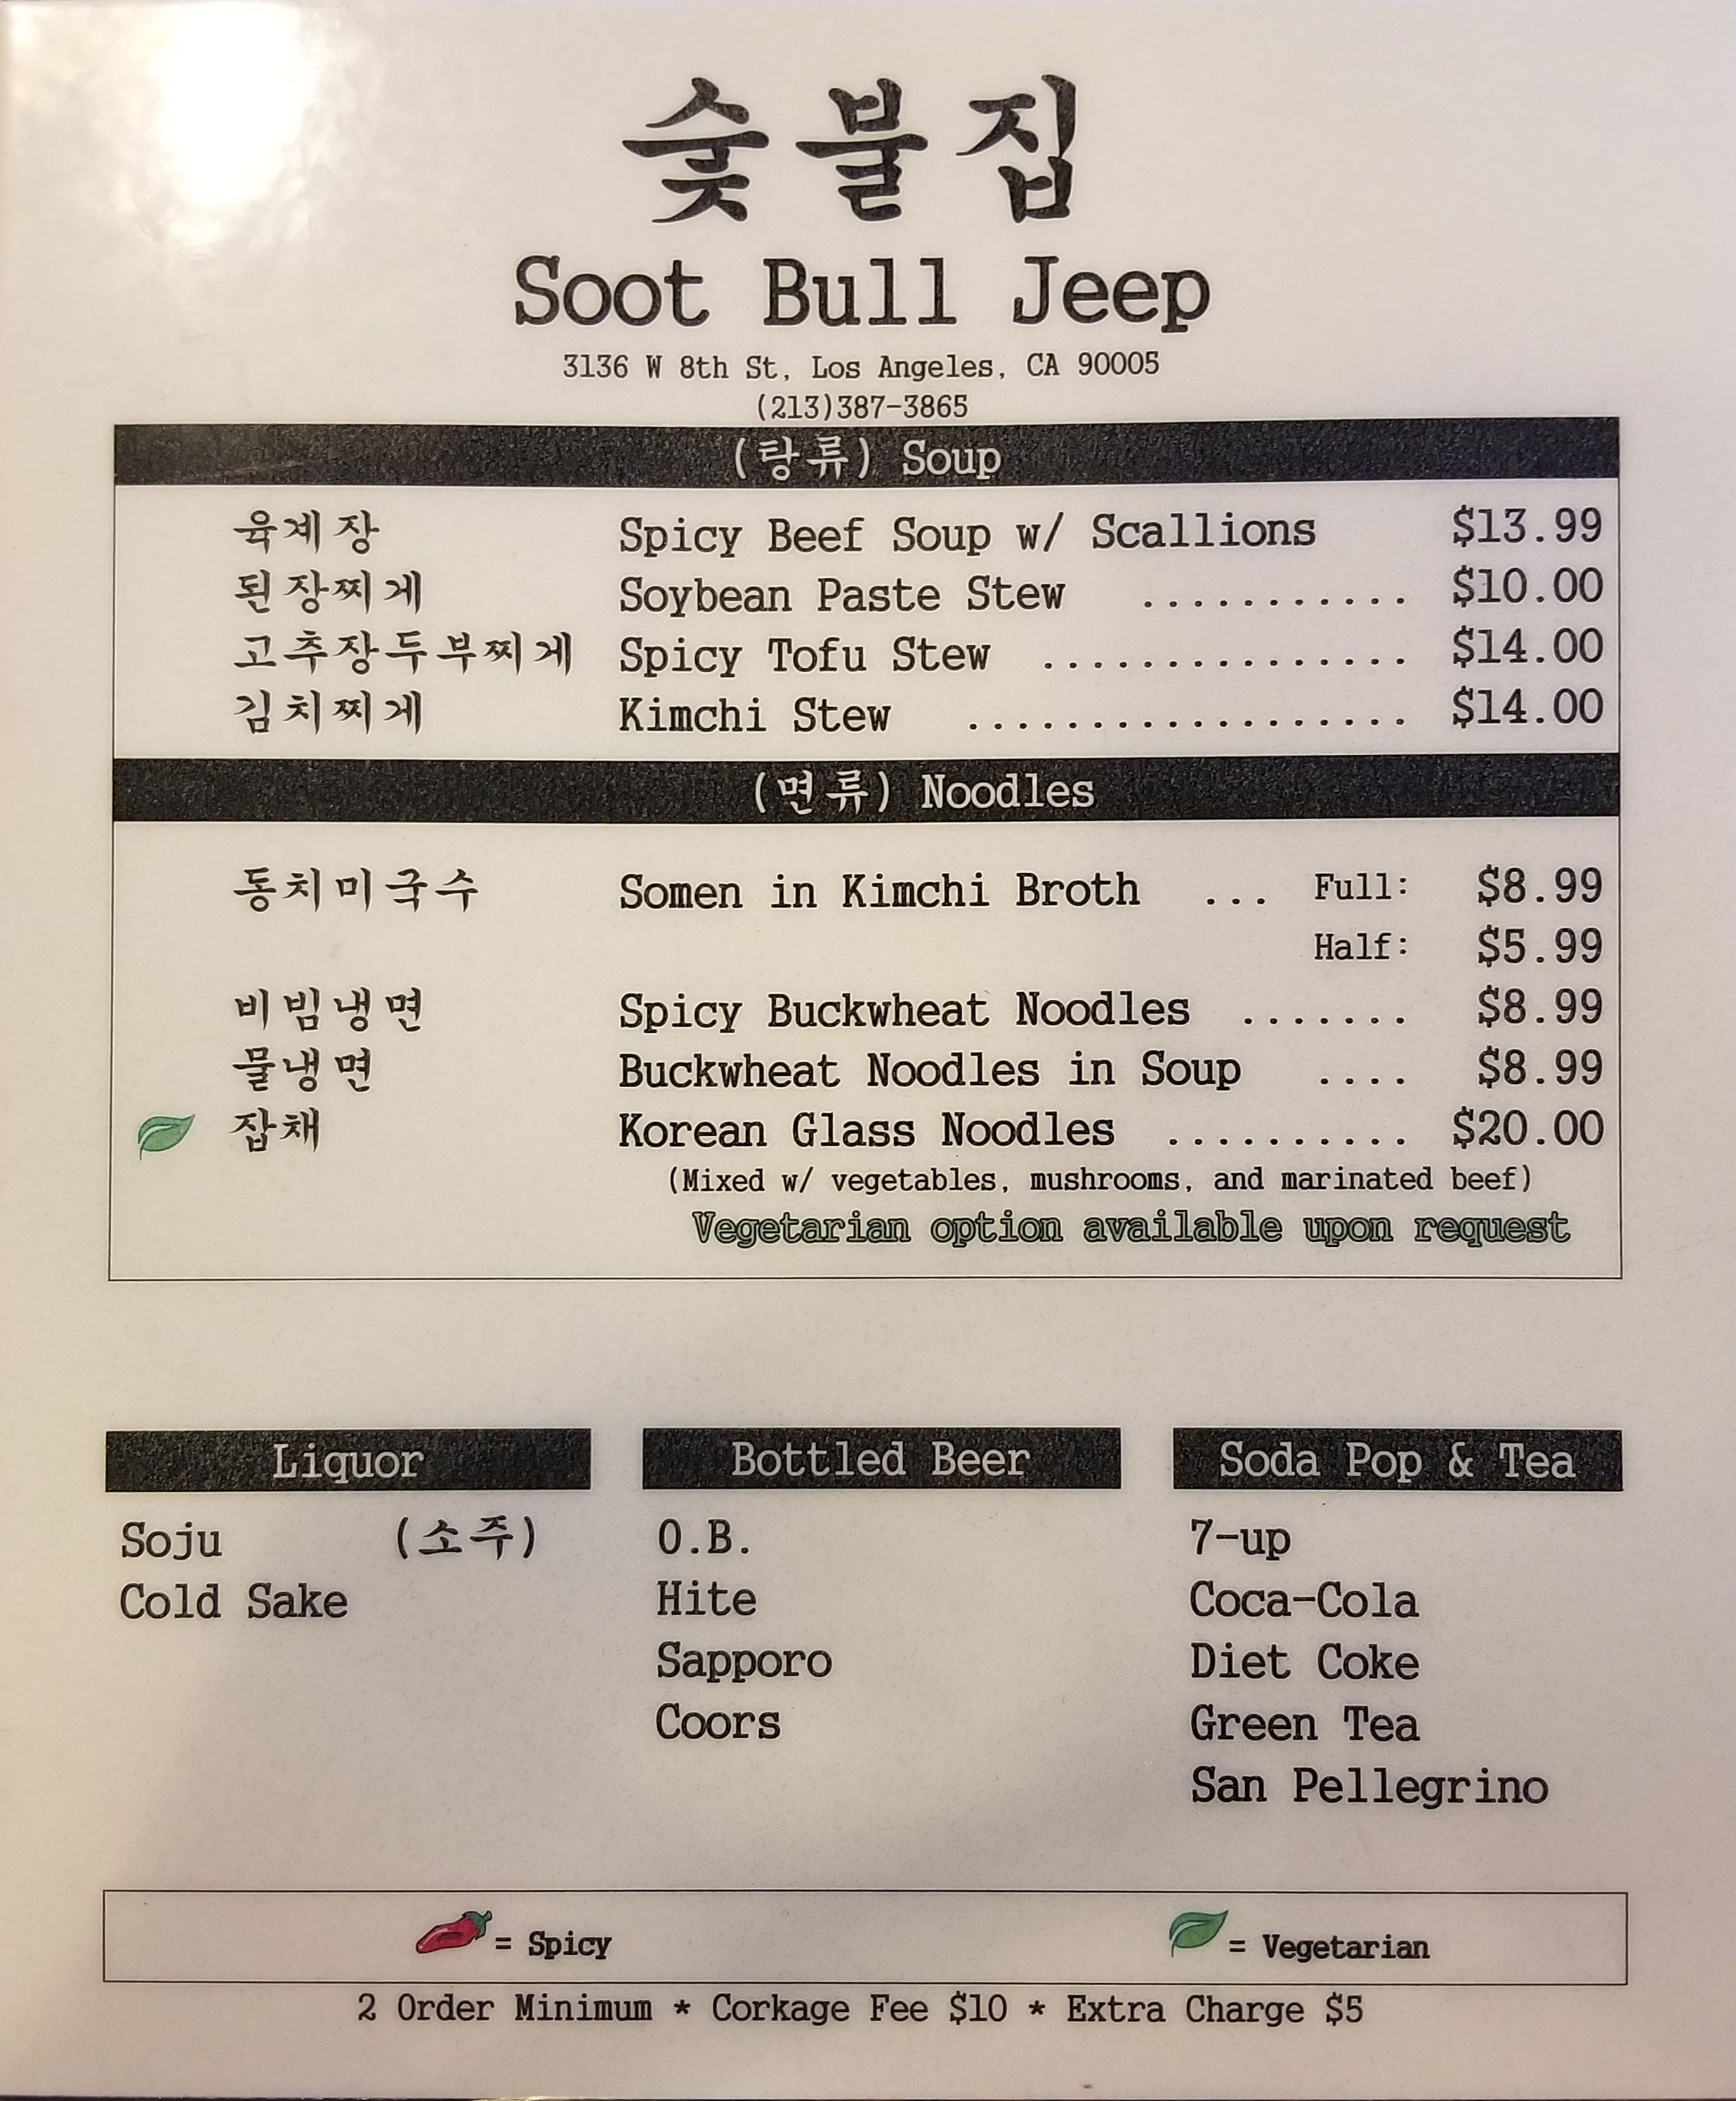 숯불집
Soot Bull Jeep
3136 W 8th St, Los Angeles, CA 90005
(213)387-3865
(탕류) Soup
육계장 Spicy Beef Soup w/ Scallions $13.99
된장찌게 Soybean Paste Stew ........... $10.00
고추장두부찌게 Spicy Tofu Stew ............... $14.00
김치찌게 Kimchi Stew .................. $14.00
(면류) Noodles
동치미국수 Somen in Kimchi Broth ... Full: $8.99
Half: $5.99
비빔냉면 Spicy Buckwheat Noodles ....... $8.99
물냉면 Buckwheat Noodles in Soup .... $8.99
잡채 Korean Glass Noodles .......... $20.00
(Mixed w/ vegetables, mushrooms, and marinated beef)
Vegetarian option available upon request
Liquor
Soju (소주)
Cold Sake
Bottled Beer
O.B.
Hite
Sapporo
Coors
Soda Pop & Tea
7-up
Coca-Cola
Diet Coke
Green Tea
San Pellegrino
= Spicy
= Vegetarian
2 Order Minimum * Corkage Fee $10 * Extra Charge $5